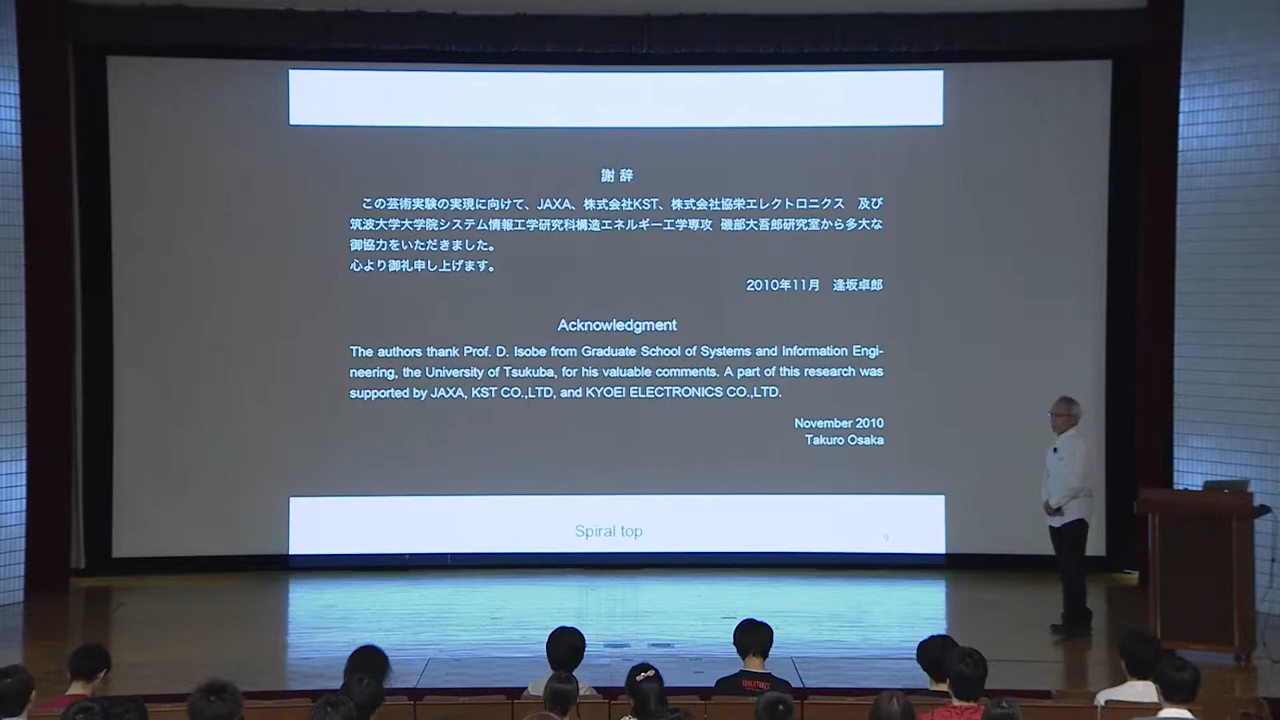 謝 辞
この芸術実験の実現に向けて、JAXA、株式会社KST、株式会社協栄エレクトロニクス 及び
筑波大学大学院システム情報工学研究科構造エネルギー工学専攻 磯部大吾郎研究室から多大な
御協力をいただきました。
心より御礼申し上げます。
2010年11月 逢坂卓郎
Acknowledgment
The authors thank Prof. D. Isobe from Graduate School of Systems and Information Engi-
neering, the University of Tsukuba, for his valuable comments. A part of this research was
supported by JAXA, KST CO.,LTD, and KYOEI ELECTRONICS CO.,LTD.
November 2010
Takuro Osaka
Spiral top
9